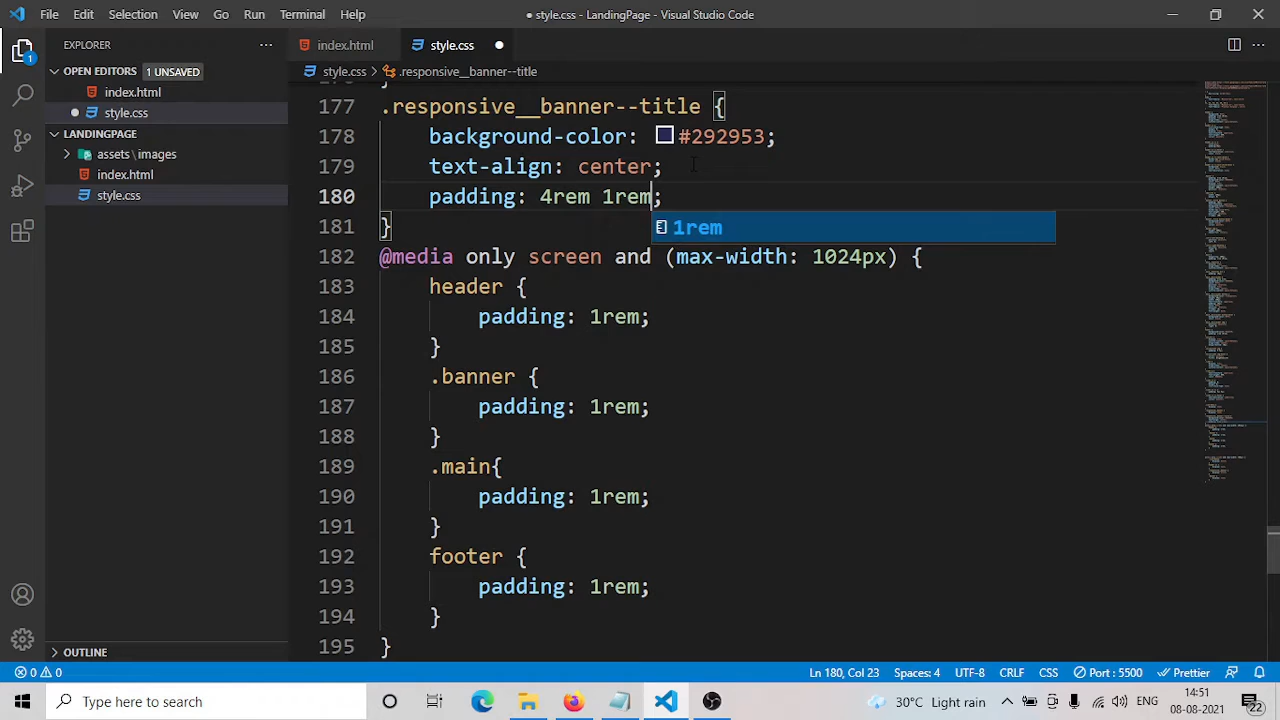 File Edit Selection View Go Run Terminal Help
style.css - LandingPage - Visual Studio Code
EXPLORER
index.html
style.css
OPEN EDITORS 1 UNSAVED
style.css > .responsive__banner--title
index.html
style.css
LANDINGPAGE
assets \ images
index.html
style.css
177 .responsive__banner--title {
178 background-color: #292953;
179 text-align: center;
180 padding: 4rem 1rem;
1rem
181 }
182 @media only screen and (max-width: 1024px) {
183 header {
184 padding: 1rem;
185 }
186 .banner {
187 padding: 1rem;
188 }
189 .main{
190 padding: 1rem;
191 }
192 footer {
193 padding: 1rem;
194 }
195 }
OUTLINE
0 0 Ln 180, Col 23 Spaces: 4 UTF-8 CRLF CSS Port : 5500 Prettier
Type here to search
30°C Light rain ENG 14:51
08-08-2021 22
1